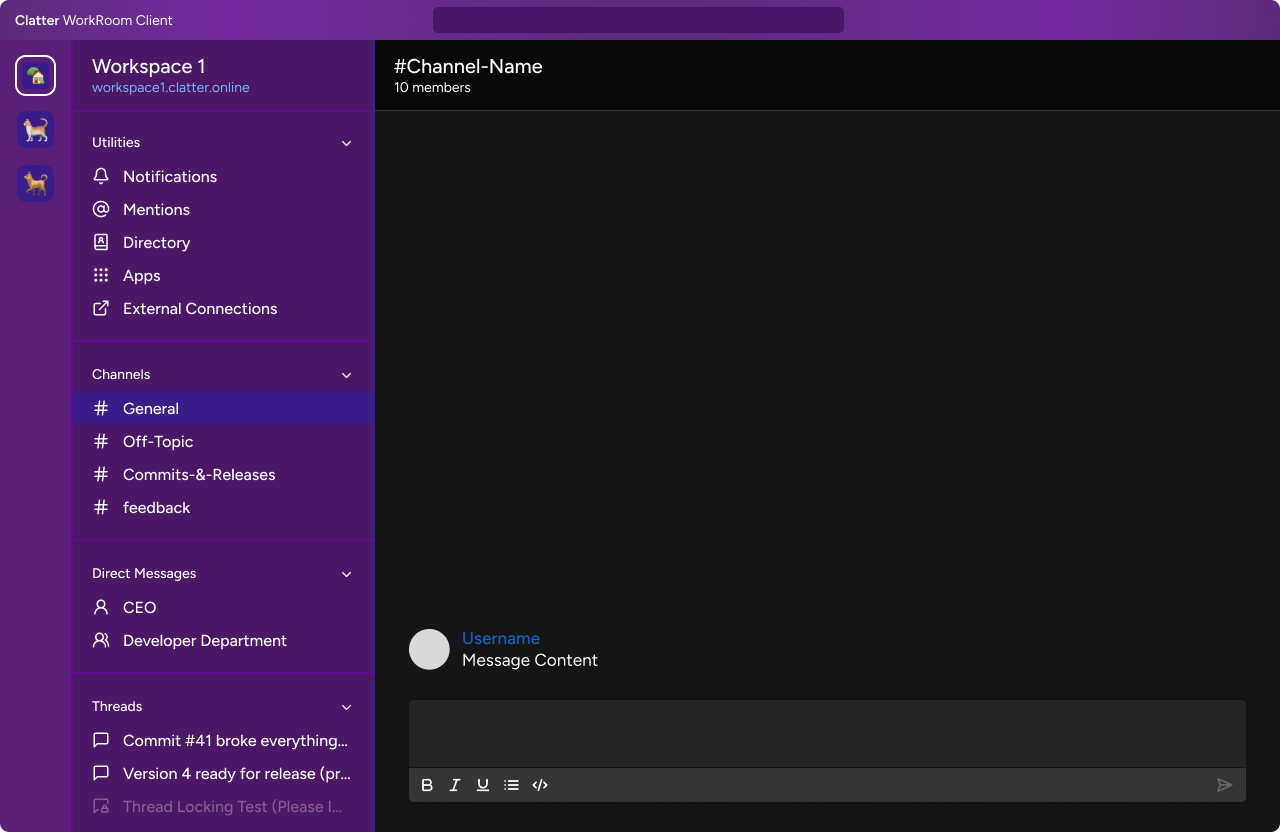 Clatter WorkRoom Client
Workspace 1
workspace1.clatter.online
Utilities
Notifications
Mentions
Directory
Apps
External Connections
Channels
General
Off-Topic
Commits-&-Releases
feedback
Direct Messages
CEO
Developer Department
Threads
Commit #41 broke everything...
Version 4 ready for release (pr...
Thread Locking Test (Please I...
#Channel-Name
10 members
Username
Message Content